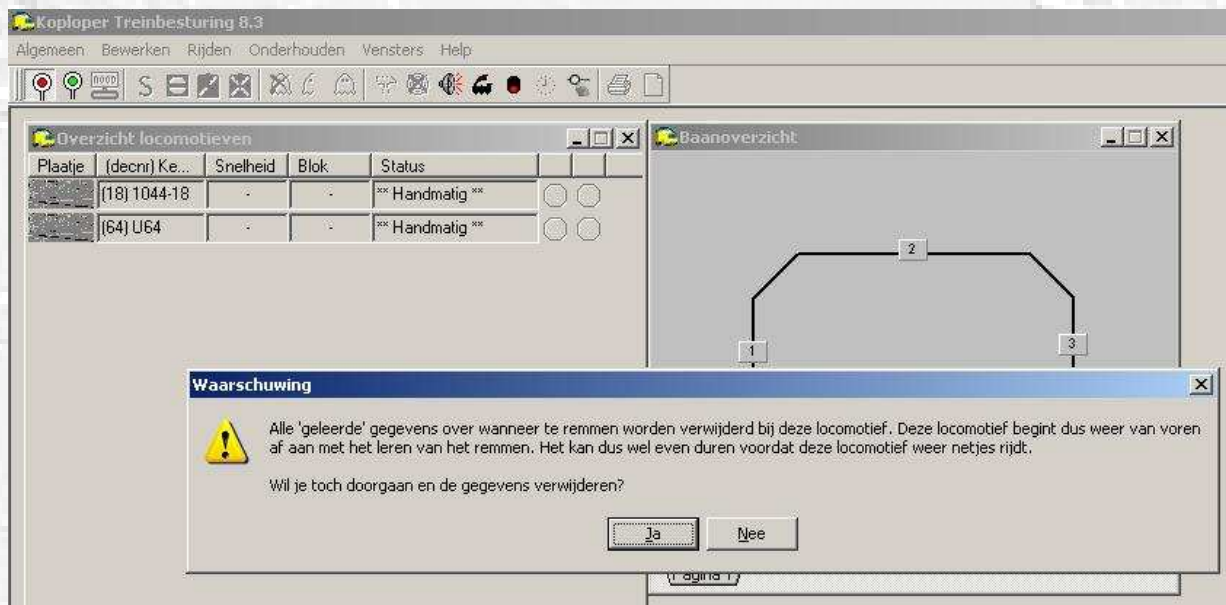 Koploper Treinbesturing 8.3
Algemeen Bewerken Rijden Onderhouden Vensters Help
Overzicht locomotieven
Plaatje (decnr) Ke... Snelheid Blok Status
(18) 1044-18 - - ** Handmatig **
(64) U64 - - ** Handmatig **
Baanoverzicht
2
1
3
Waarschuwing
Alle 'geleerde' gegevens over wanneer te remmen worden verwijderd bij deze locomotief. Deze locomotief begint dus weer van voren
af aan met het leren van het remmen. Het kan dus wel even duren voordat deze locomotief weer netjes rijdt.
Wil je toch doorgaan en de gegevens verwijderen?
Ja Nee
Pagina 1